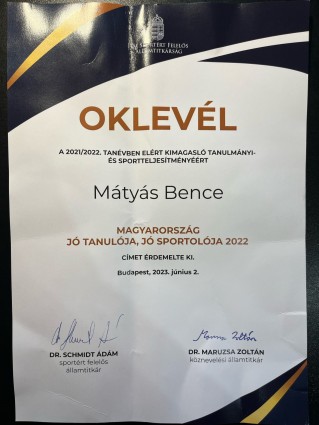 SPORTÉRT FELELŐS
ÁLLAMTITKÁRSÁG
OKLEVÉL
A 2021/2022. TANÉVBEN ELÉRT KIMAGASLÓ TANULMÁNYI-
ÉS SPORTTELJESÍTMÉNYÉÉRT
Mátyás Bence
MAGYARORSZÁG
JÓ TANULÓJA, JÓ SPORTOLÓJA 2022
CÍMET ÉRDEMELTE KI.
Budapest, 2023. június 2.
DR. SCHMIDT ÁDÁM
sportért felelős
államtitkár
DR. MARUZSA ZOLTÁN
köznevelési államtitkár